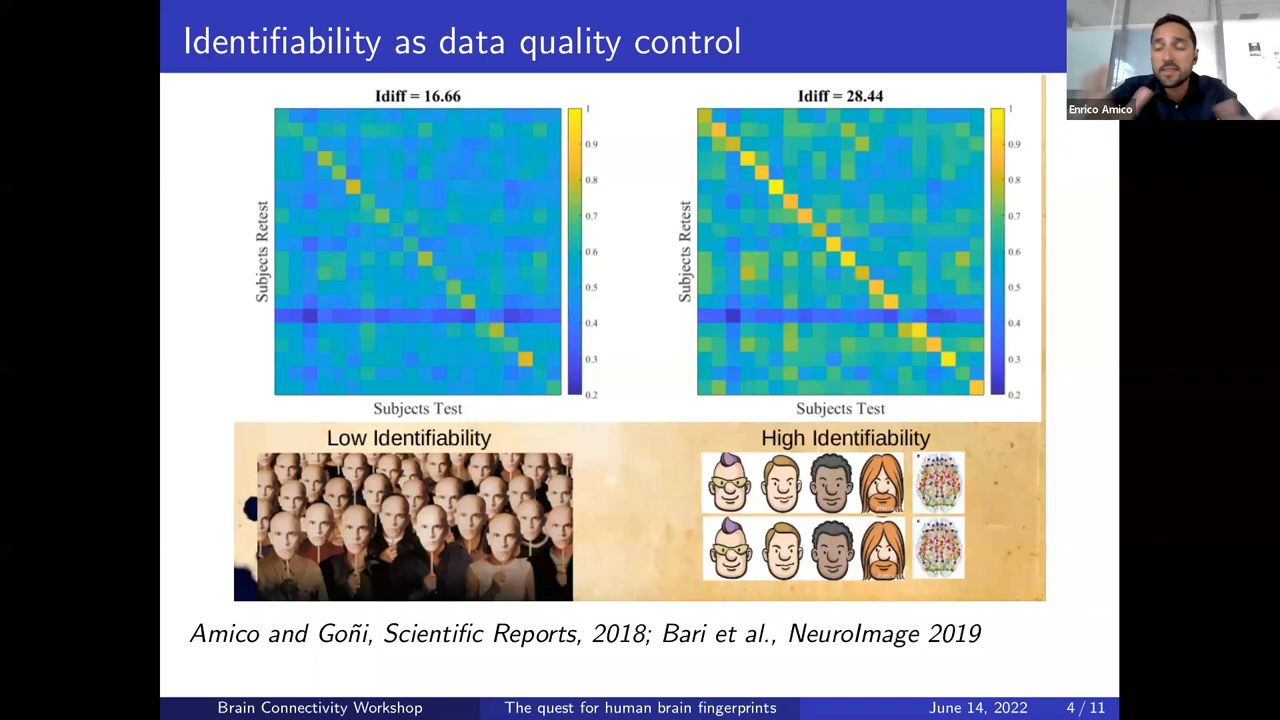 Identifiability as data quality control
Enrico Amico
Idiff = 16.66
Subjects Retest
1
0.9
0.8
0.7
0.6
0.5
0.4
0.3
0.2
Subjects Test
Idiff = 28.44
Subjects Retest
1
0.9
0.8
0.7
0.6
0.5
0.4
0.3
0.2
Subjects Test
Low Identifiability
High Identifiability
Amico and Goñi, Scientific Reports, 2018; Bari et al., NeuroImage 2019
Brain Connectivity Workshop
The quest for human brain fingerprints
June 14, 2022
4 / 11